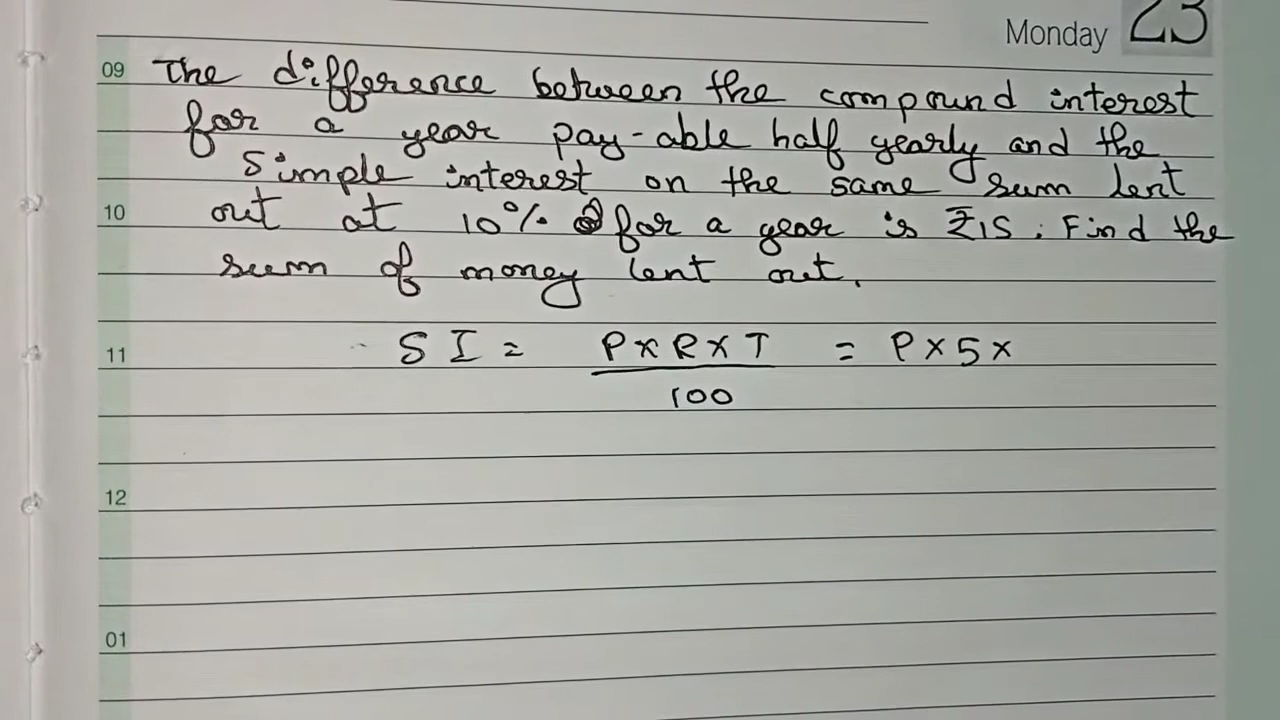 Monday 23
09 The difference between the compound interest
for a year pay-able half yearly and the
simple interest on the same sum lent
10 out at 10% for a year is ₹15. Find the
sum of money lent out.
11 SI = P×R×T = P×5×
100
12
01